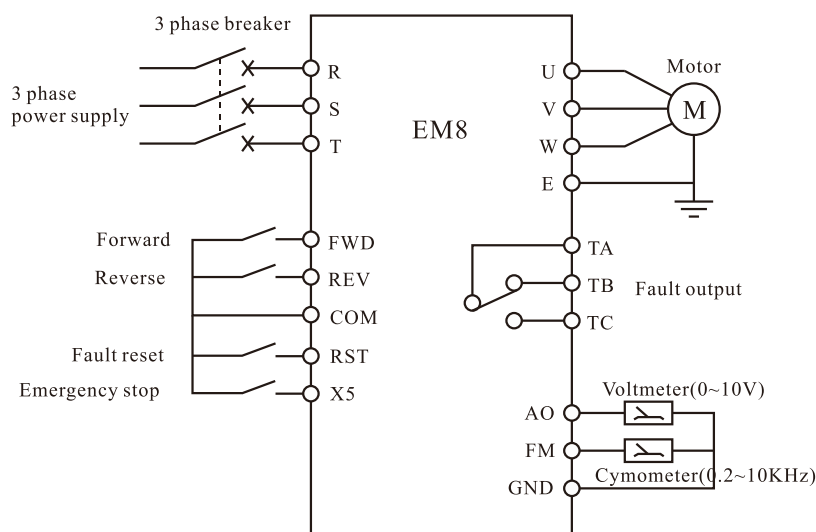 3 phase breaker
3 phase
power supply
R
S
T
EM8
U
V
W
E
Motor
M
Forward
FWD
Reverse
REV
COM
Fault reset
RST
Emergency stop
X5
TA
TB
TC
Fault output
Voltmeter(0~10V)
AO
FM
Cymometer(0.2~10KHz)
GND